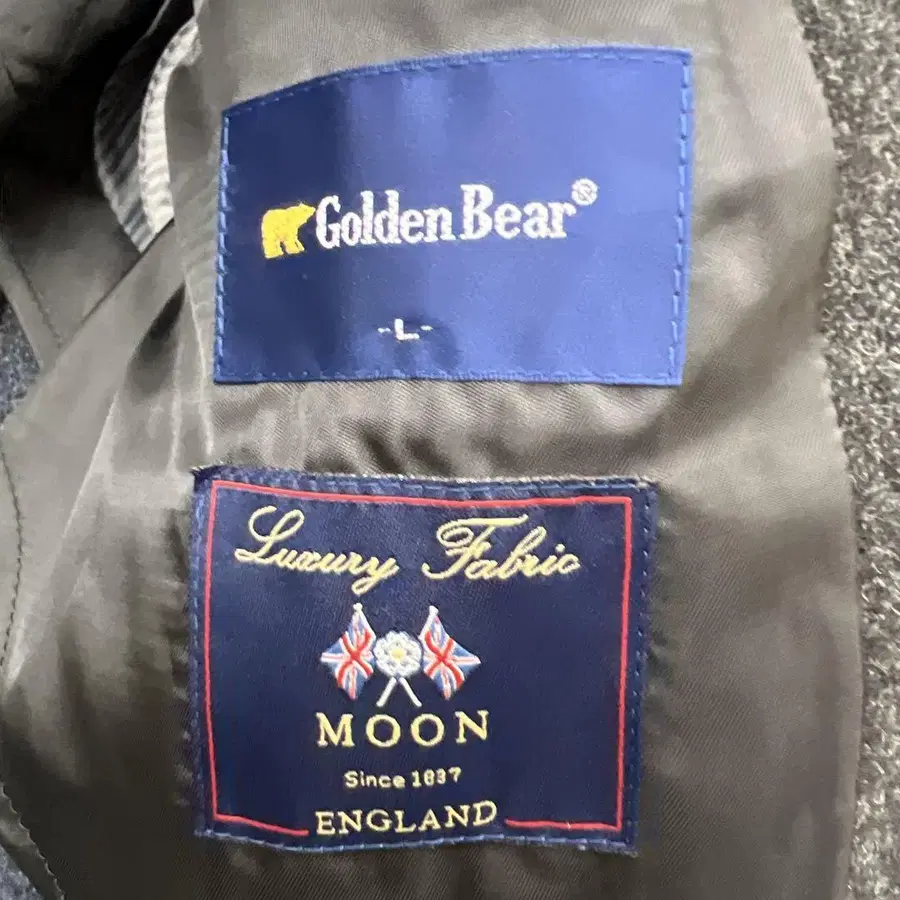 Golden Bear®
-L-
Luxury Fabric
MOON
Since 1837
ENGLAND